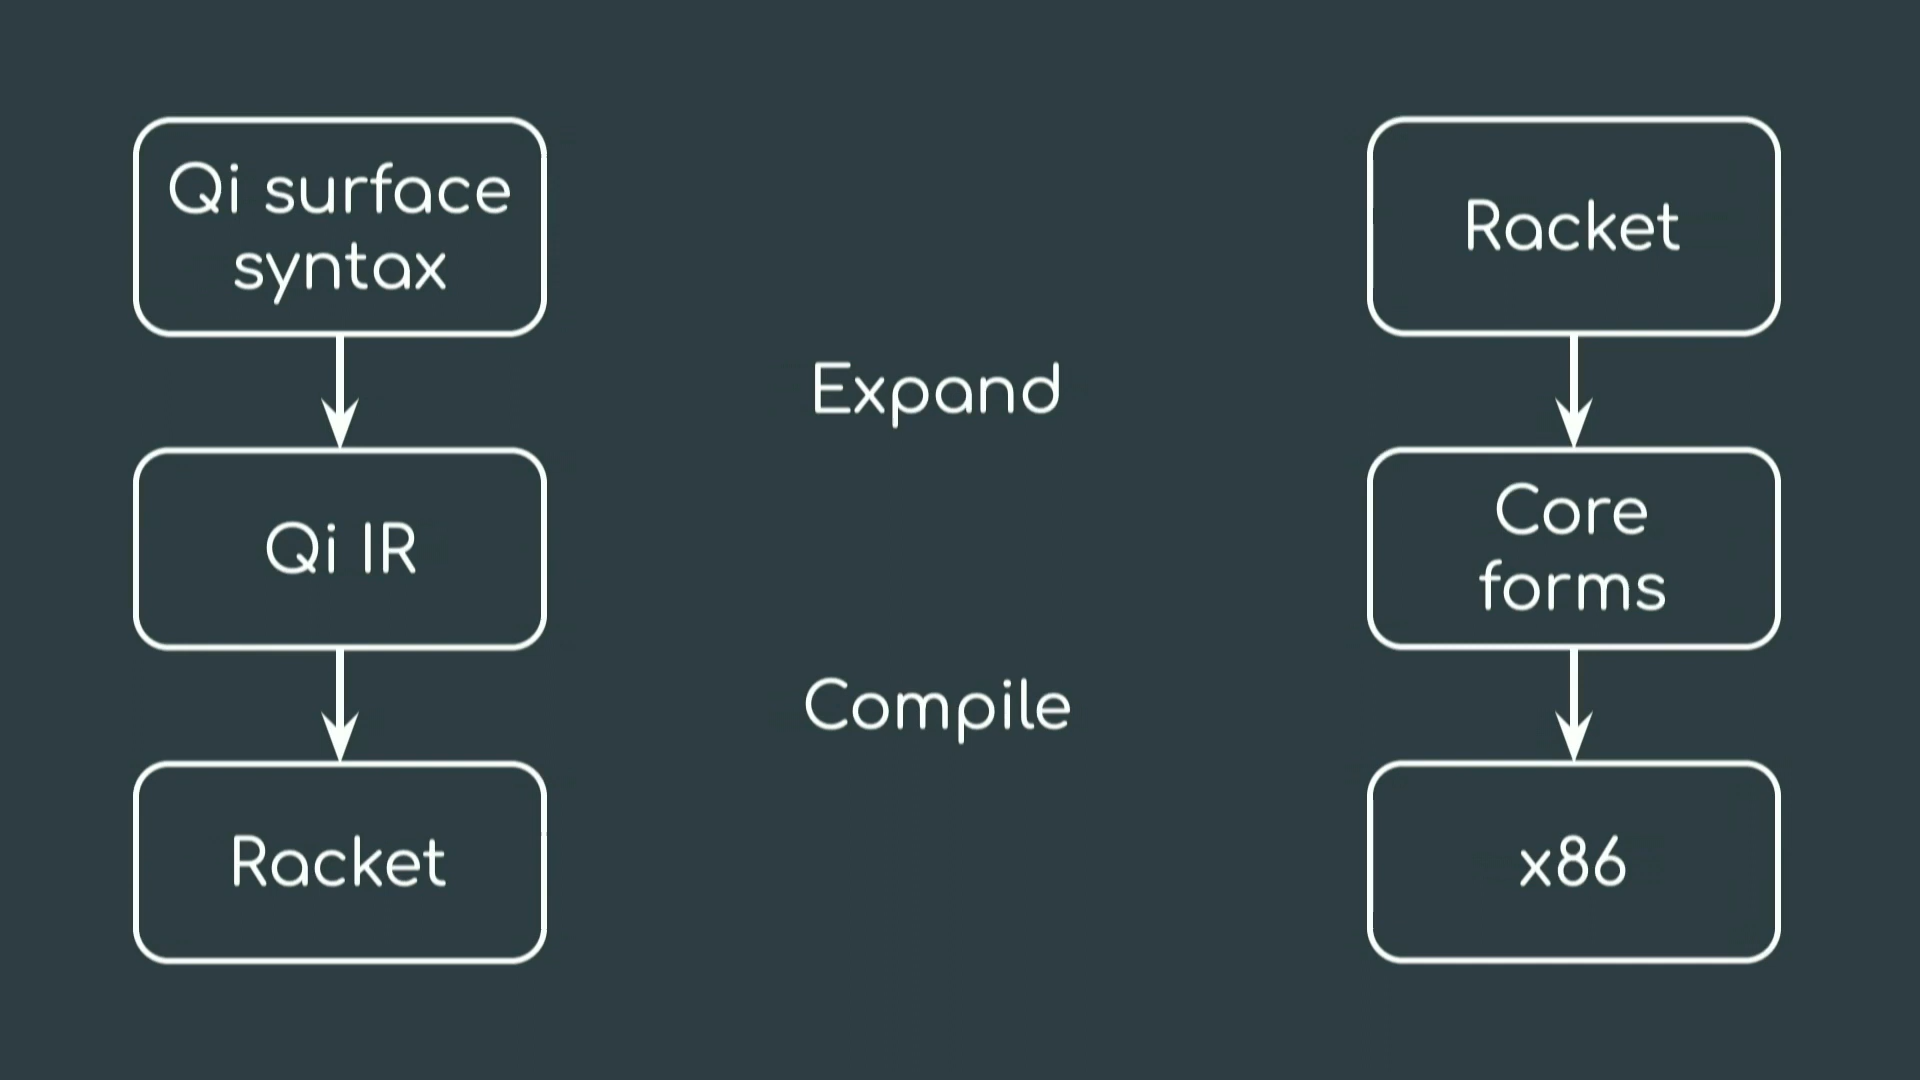 Qi surface
syntax
Qi IR
Racket
Expand
Compile
Racket
Core
forms
x86